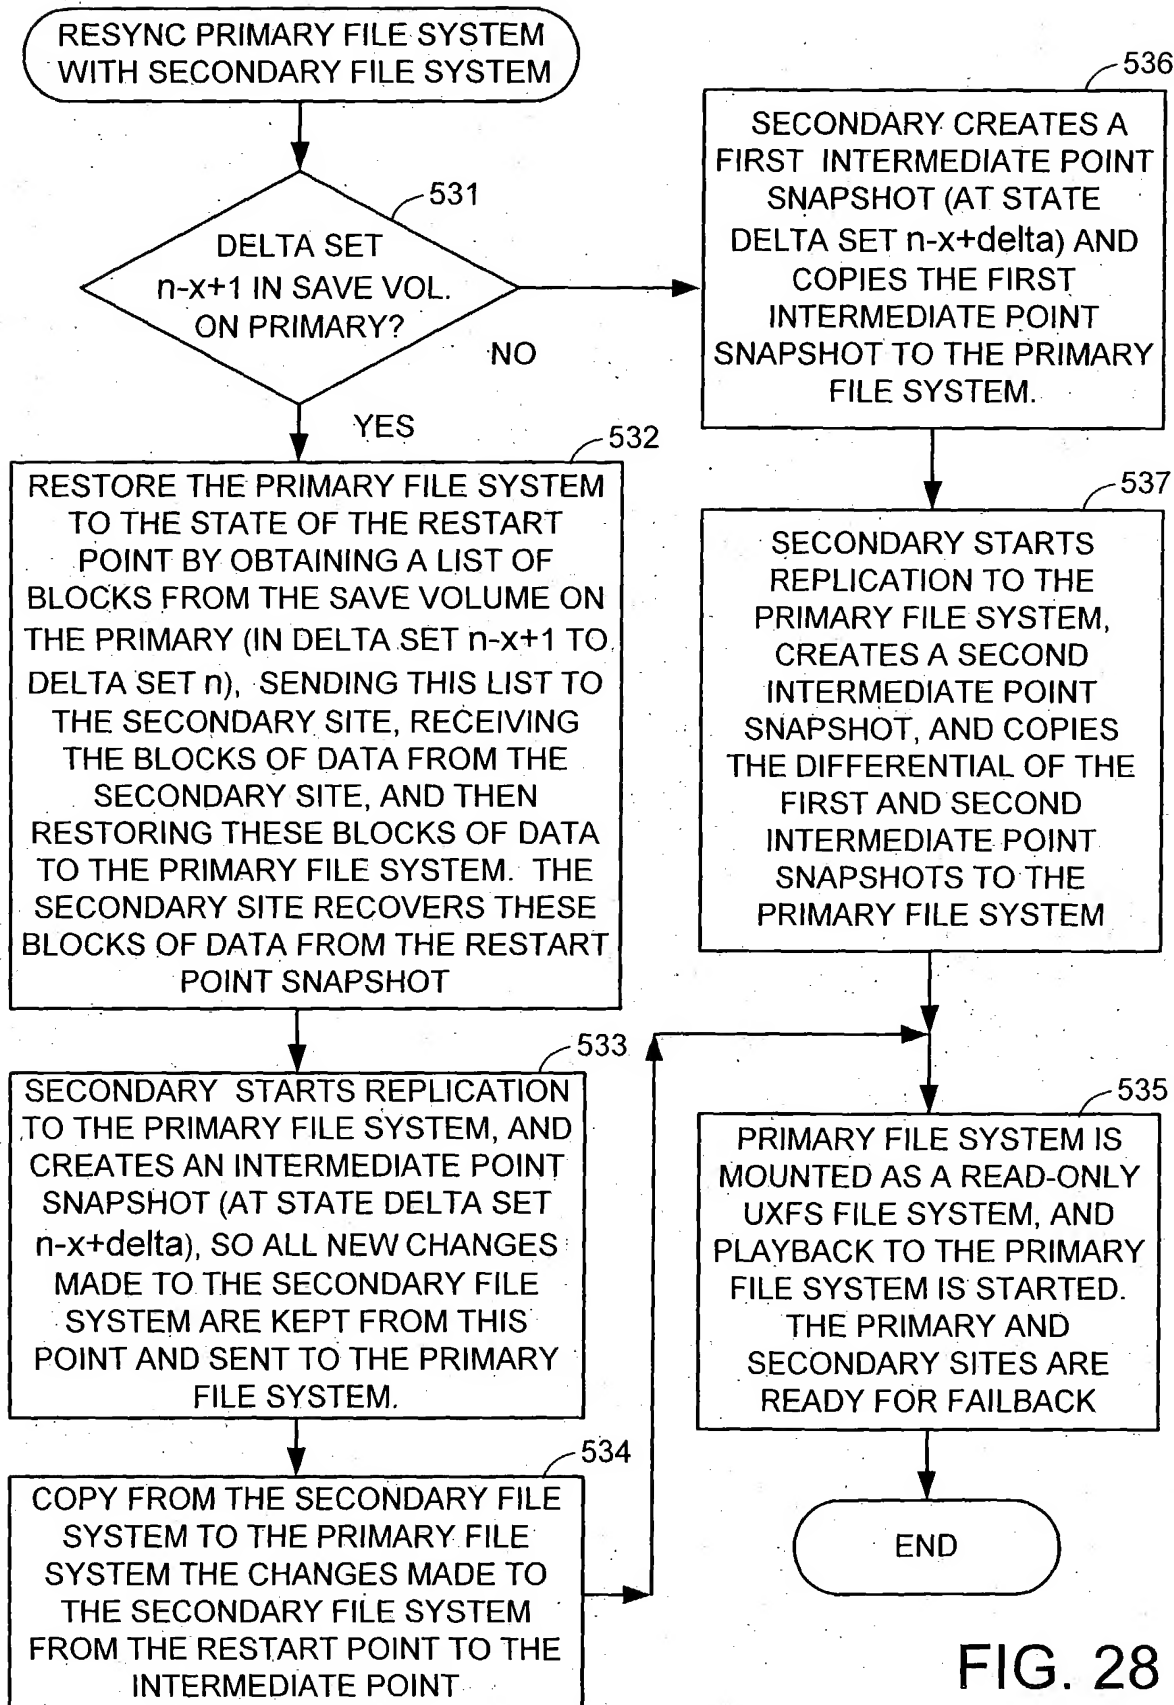 RESYNC PRIMARY FILE SYSTEM
WITH SECONDARY FILE SYSTEM
531
DELTA SET
n-x+1 IN SAVE VOL.
ON PRIMARY?
NO
YES
532
RESTORE THE PRIMARY FILE SYSTEM
TO THE STATE OF THE RESTART
POINT BY OBTAINING A LIST OF
BLOCKS FROM THE SAVE VOLUME ON
THE PRIMARY (IN DELTA SET n-x+1 TO
DELTA SET n), SENDING THIS LIST TO
THE SECONDARY SITE, RECEIVING
THE BLOCKS OF DATA FROM THE
SECONDARY SITE, AND THEN
RESTORING THESE BLOCKS OF DATA
TO THE PRIMARY FILE SYSTEM. THE
SECONDARY SITE RECOVERS THESE
BLOCKS OF DATA FROM THE RESTART
POINT SNAPSHOT
533
SECONDARY STARTS REPLICATION
TO THE PRIMARY FILE SYSTEM, AND
CREATES AN INTERMEDIATE POINT
SNAPSHOT (AT STATE DELTA SET
n-x+delta), SO ALL NEW CHANGES
MADE TO THE SECONDARY FILE
SYSTEM ARE KEPT FROM THIS
POINT AND SENT TO THE PRIMARY
FILE SYSTEM.
534
COPY FROM THE SECONDARY FILE
SYSTEM TO THE PRIMARY FILE
SYSTEM THE CHANGES MADE TO
THE SECONDARY FILE SYSTEM
FROM THE RESTART POINT TO THE
INTERMEDIATE POINT
536
SECONDARY CREATES A
FIRST INTERMEDIATE POINT
SNAPSHOT (AT STATE
DELTA SET n-x+delta) AND
COPIES THE FIRST
INTERMEDIATE POINT
SNAPSHOT TO THE PRIMARY
FILE SYSTEM.
537
SECONDARY STARTS
REPLICATION TO THE
PRIMARY FILE SYSTEM,
CREATES A SECOND
INTERMEDIATE POINT
SNAPSHOT, AND COPIES
THE DIFFERENTIAL OF THE
FIRST AND SECOND
INTERMEDIATE POINT
SNAPSHOTS TO THE
PRIMARY FILE SYSTEM
535
PRIMARY FILE SYSTEM IS
MOUNTED AS A READ-ONLY
UXFS FILE SYSTEM, AND
PLAYBACK TO THE PRIMARY
FILE SYSTEM IS STARTED.
THE PRIMARY AND
SECONDARY SITES ARE
READY FOR FAILBACK
END
FIG. 28